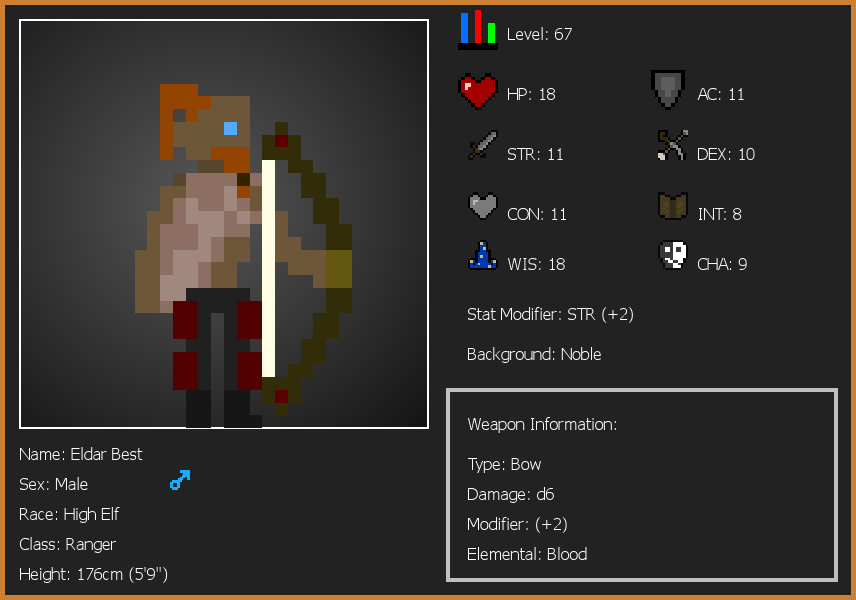 Level: 67
HP: 18
AC: 11
STR: 11
DEX: 10
CON: 11
INT: 8
WIS: 18
CHA: 9
Stat Modifier: STR (+2)
Background: Noble
Weapon Information:
Type: Bow
Damage: d6
Modifier: (+2)
Elemental: Blood
Name: Eldar Best
Sex: Male
Race: High Elf
Class: Ranger
Height: 176cm (5'9")